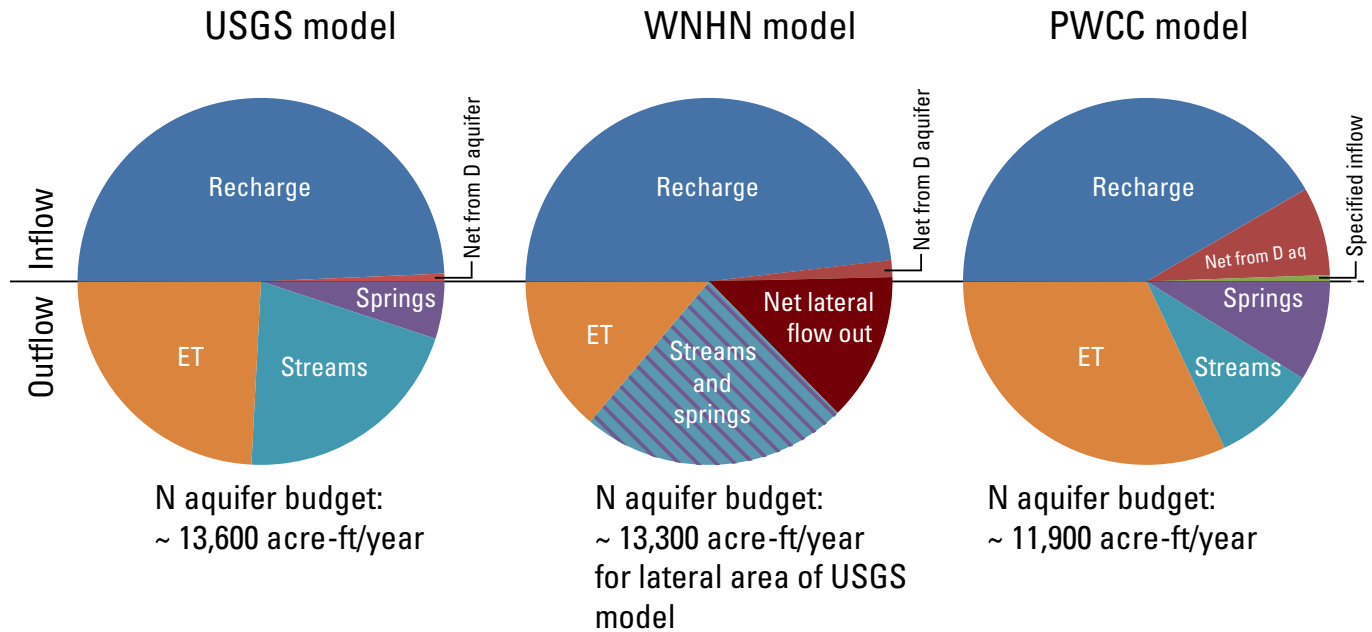 USGS model
WNHN model
PWCC model
Inflow
Outflow
Recharge
Net from D aquifer
Springs
ET
Streams
N aquifer budget:
~ 13,600 acre-ft/year
Recharge
Net from D aquifer
Net lateral
flow out
ET
Streams
and
springs
N aquifer budget:
~ 13,300 acre-ft/year
for lateral area of USGS
model
Recharge
Net from D aq
Specified inflow
Springs
ET
Streams
N aquifer budget:
~ 11,900 acre-ft/year